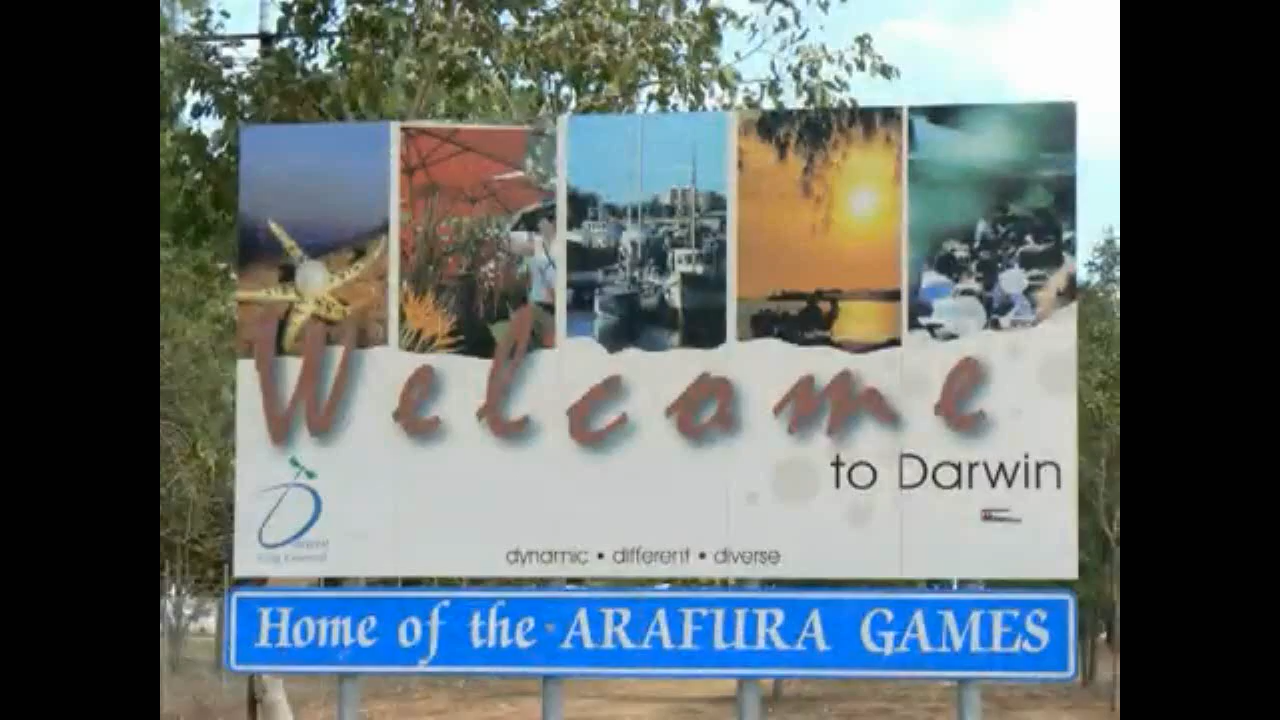 Welcome
to Darwin
dynamic • different • diverse
Home of the ARAFURA GAMES